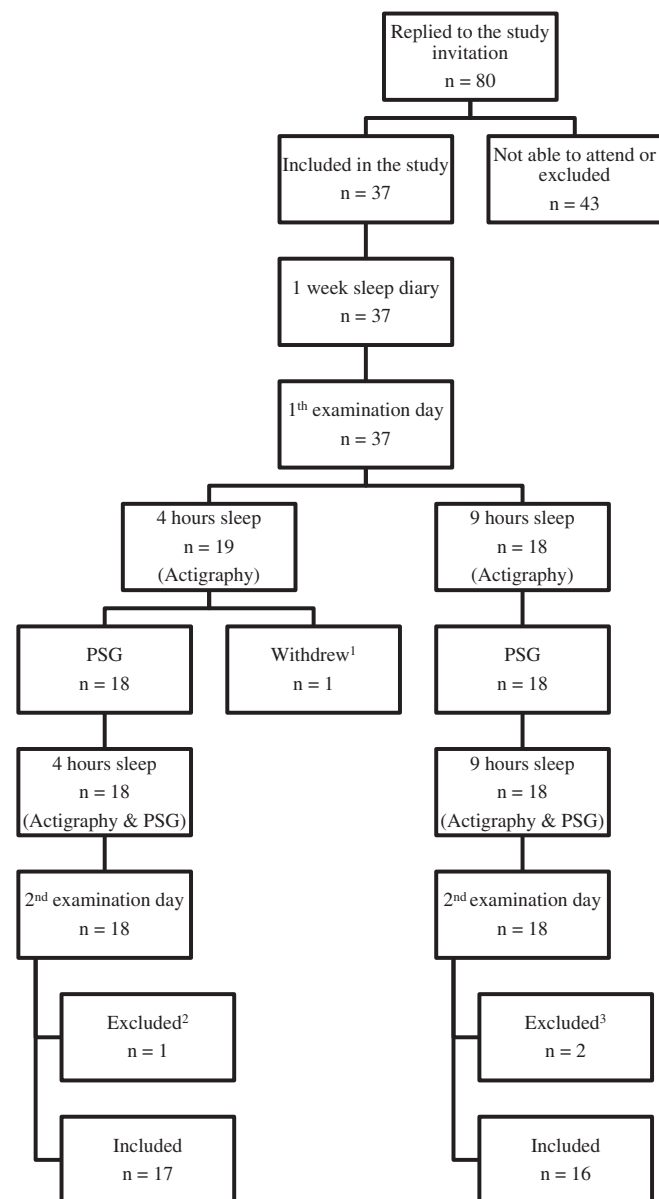 Replied to the study
invitation
n = 80
Included in the study
n = 37
Not able to attend or
excluded
n = 43
1 week sleep diary
n = 37
1th examination day
n = 37
4 hours sleep
n = 19
(Actigraphy)
9 hours sleep
n = 18
(Actigraphy)
PSG
n = 18
Withdrew1
n = 1
PSG
n = 18
4 hours sleep
n = 18
(Actigraphy & PSG)
9 hours sleep
n = 18
(Actigraphy & PSG)
2nd examination day
n = 18
2nd examination day
n = 18
Excluded2
n = 1
Excluded3
n = 2
Included
n = 17
Included
n = 16